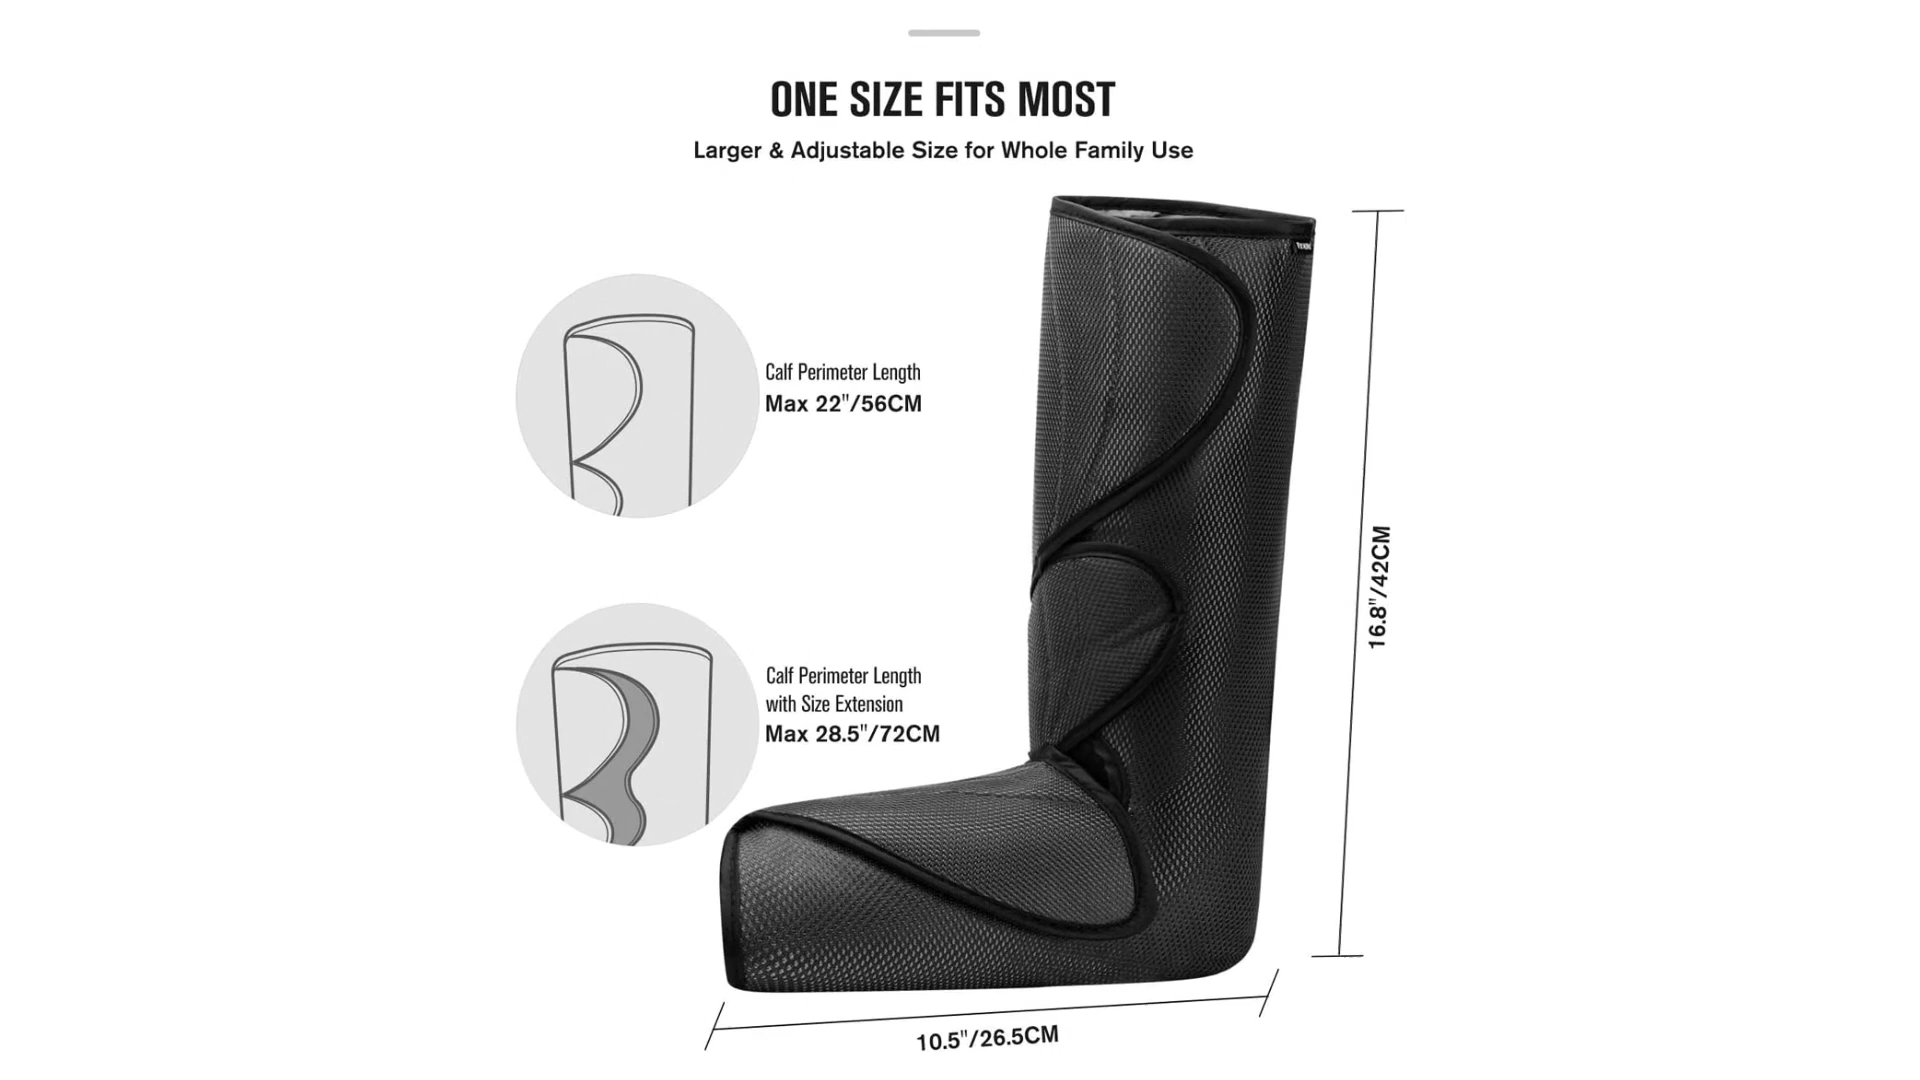 ONE SIZE FITS MOST
Larger & Adjustable Size for Whole Family Use
Calf Perimeter Length
Max 22"/56CM
Calf Perimeter Length
with Size Extension
Max 28.5"/72CM
16.8"/42CM
10.5"/26.5CM